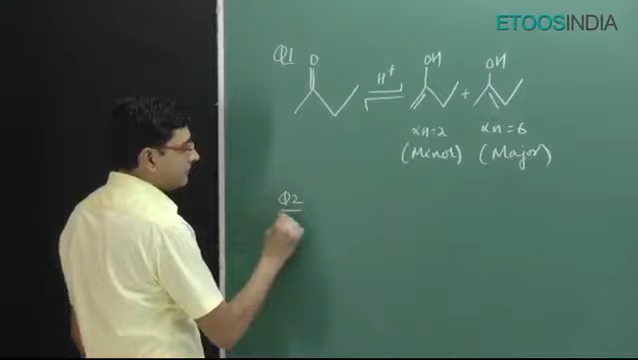 ETOOSINDIA
Q1 O H+ OH + OH
αH=2 αH=6
(Minor) (Major)
Q2